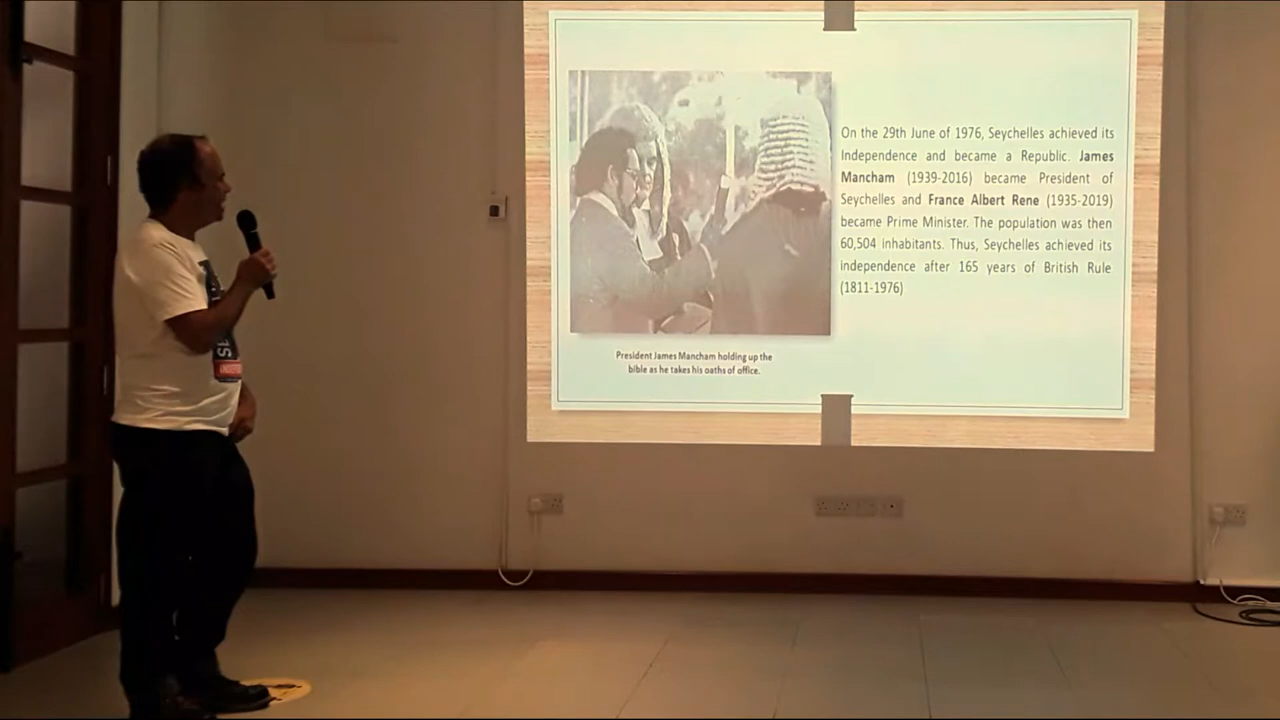 On the 29th June of 1976, Seychelles achieved its
Independence and became a Republic. James
Mancham (1939-2016) became President of
Seychelles and France Albert Rene (1935-2019)
became Prime Minister. The population was then
60,504 inhabitants. Thus, Seychelles achieved its
independence after 165 years of British Rule
(1811-1976)
President James Mancham holding up the
bible as he takes his oaths of office.